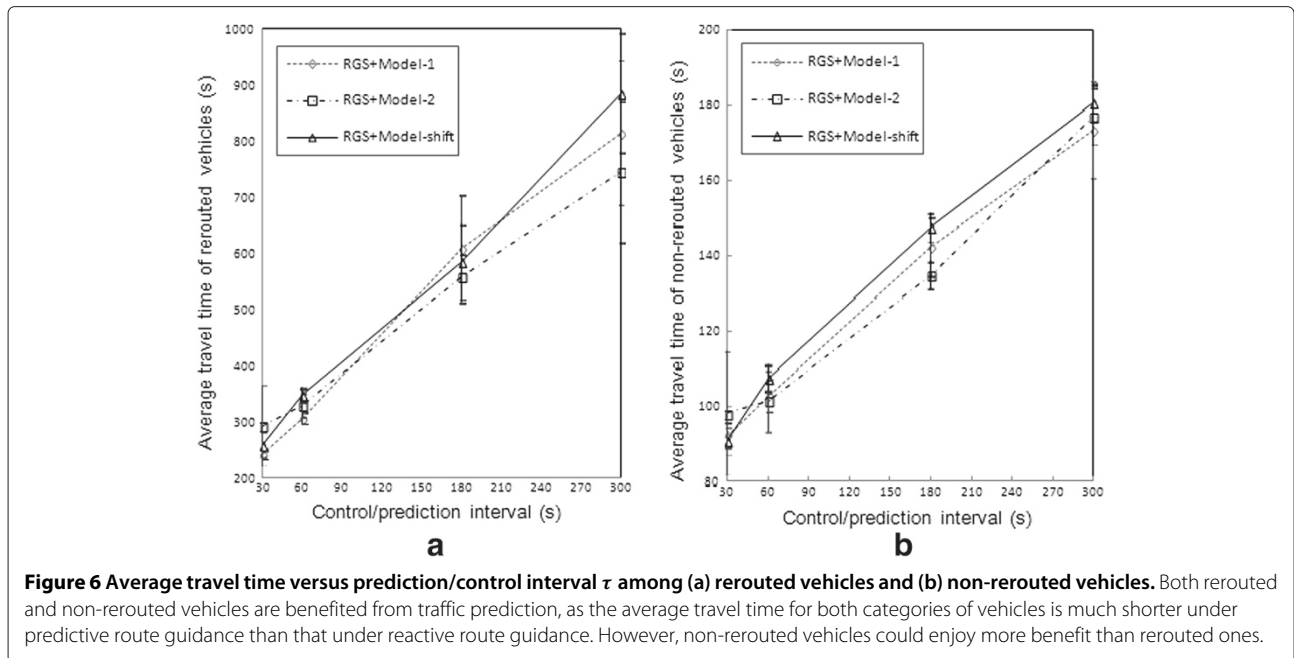 1000
900
800
700
600
500
400
300
200
Average travel time of rerouted vehicles (s)
RGS+Model-1
RGS+Model-2
RGS+Model-shift
30 60 90 120 150 180 210 240 270 300
Control/prediction interval (s)
a
200
180
160
140
120
100
80
Average travel time of non-rerouted vehicles (s)
RGS+Model-1
RGS+Model-2
RGS+Model-shift
30 60 90 120 150 180 210 240 270 300
Control/prediction interval (s)
b
Figure 6 Average travel time versus prediction/control interval τ among (a) rerouted vehicles and (b) non-rerouted vehicles. Both rerouted
and non-rerouted vehicles are benefited from traffic prediction, as the average travel time for both categories of vehicles is much shorter under
predictive route guidance than that under reactive route guidance. However, non-rerouted vehicles could enjoy more benefit than rerouted ones.